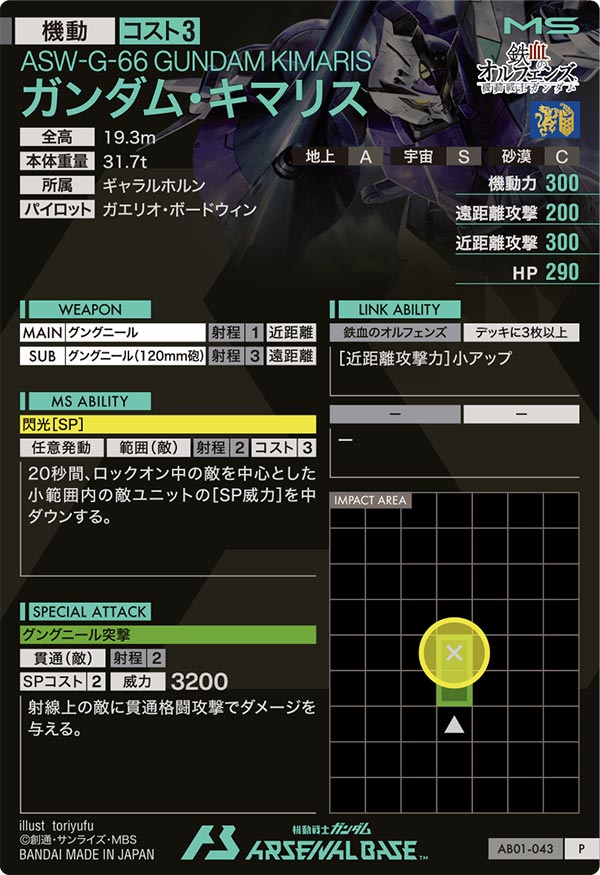 機動 コスト3 MS
ASW-G-66 GUNDAM KIMARIS
ガンダム・キマリス
鉄血の
オルフェンズ
機動戦士ガンダム
全高 19.3m
本体重量 31.7t
所属 ギャラルホルン
パイロット ガエリオ・ボードウィン
地上 A 宇宙 S 砂漠 C
機動力 300
遠距離攻撃 200
近距離攻撃 300
HP 290
WEAPON
MAIN グングニール 射程 1 近距離
SUB グングニール(120mm砲) 射程 3 遠距離
MS ABILITY
閃光[SP]
任意発動 範囲(敵) 射程 2 コスト 3
20秒間、ロックオン中の敵を中心とした
小範囲内の敵ユニットの[SP威力]を中
ダウンする。
SPECIAL ATTACK
グングニール突撃
貫通(敵) 射程 2
SPコスト 2 威力 3200
射線上の敵に貫通格闘攻撃でダメージを
与える。
LINK ABILITY
鉄血のオルフェンズ デッキに3枚以上
[近距離攻撃力]小アップ
ー ー
ー
IMPACT AREA
illust toriyufu
©創通・サンライズ・MBS
BANDAI MADE IN JAPAN
機動戦士ガンダム
AB ARSENAL BASE™
AB01-043 P